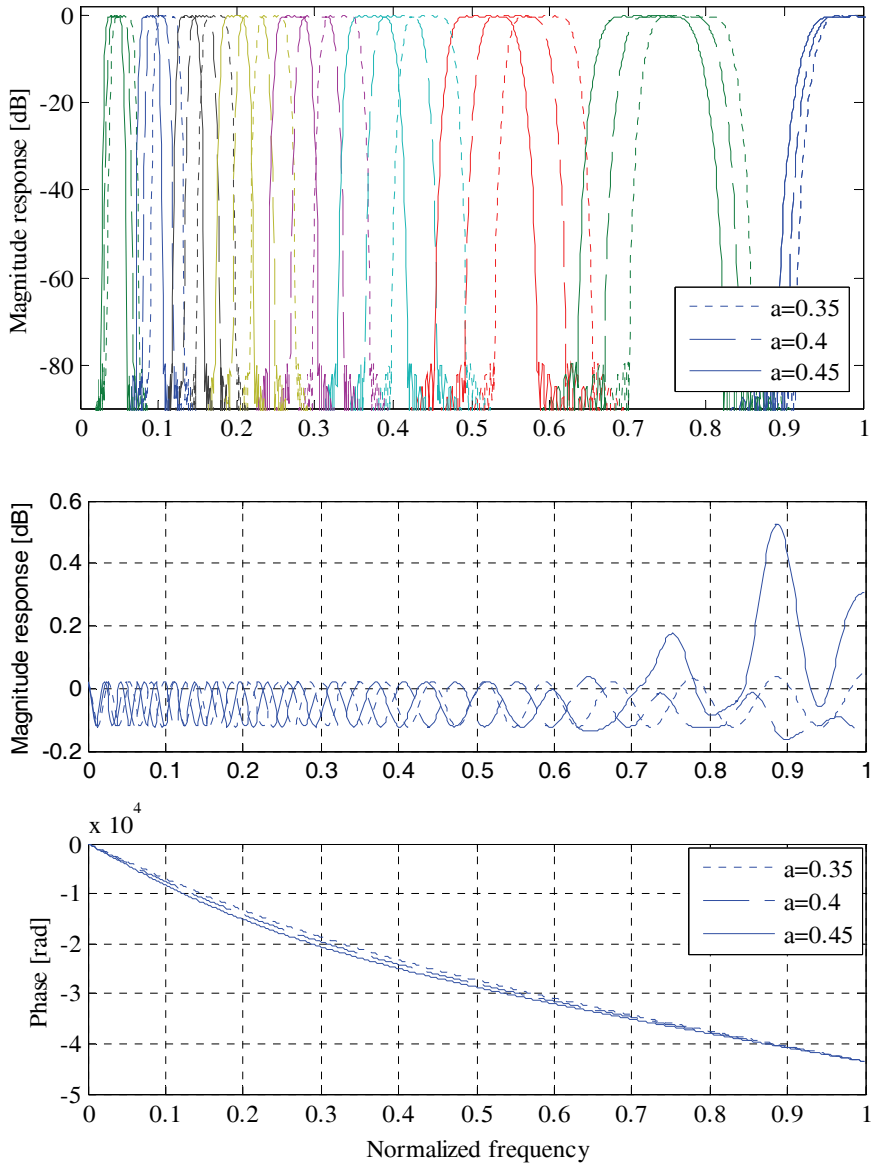 Magnitude response [dB]
0
-20
-40
-60
-80
a=0.35
a=0.4
a=0.45
0 0.1 0.2 0.3 0.4 0.5 0.6 0.7 0.8 0.9 1
Magnitude response [dB]
0.6
0.4
0.2
0
-0.2
0 0.1 0.2 0.3 0.4 0.5 0.6 0.7 0.8 0.9 1
x 10^4
Phase [rad]
0
-1
-2
-3
-4
-5
a=0.35
a=0.4
a=0.45
0 0.1 0.2 0.3 0.4 0.5 0.6 0.7 0.8 0.9 1
Normalized frequency